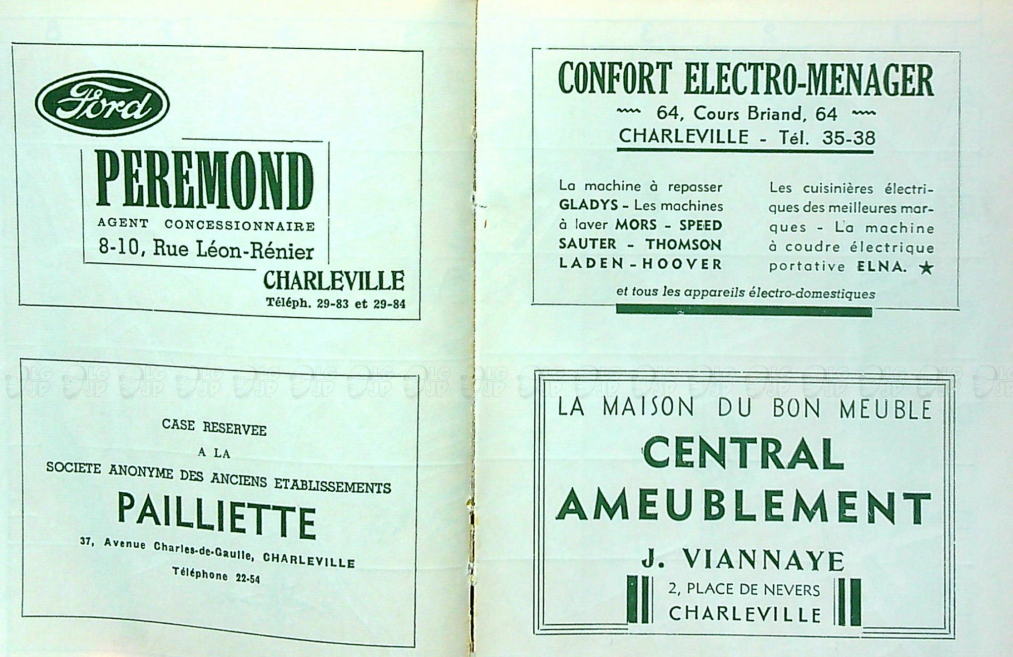 Ford
PEREMOND
AGENT CONCESSIONNAIRE
8-10, Rue Léon-Rénier
CHARLEVILLE
Téléph. 29-83 et 29-84
CASE RESERVEE
A LA
SOCIETE ANONYME DES ANCIENS ETABLISSEMENTS
PAILLIETTE
37, Avenue Charles-de-Gaulle, CHARLEVILLE
Téléphone 22-54
CONFORT ELECTRO-MENAGER
64, Cours Briand, 64
CHARLEVILLE - Tél. 35-38
La machine à repasser
GLADYS - Les machines
à laver MORS - SPEED
SAUTER - THOMSON
LADEN - HOOVER
Les cuisinières électri-
ques des meilleures mar-
ques - La machine
à coudre électrique
portative ELNA. ★
et tous les appareils électro-domestiques
LA MAISON DU BON MEUBLE
CENTRAL
AMEUBLEMENT
J. VIANNAYE
2, PLACE DE NEVERS
CHARLEVILLE